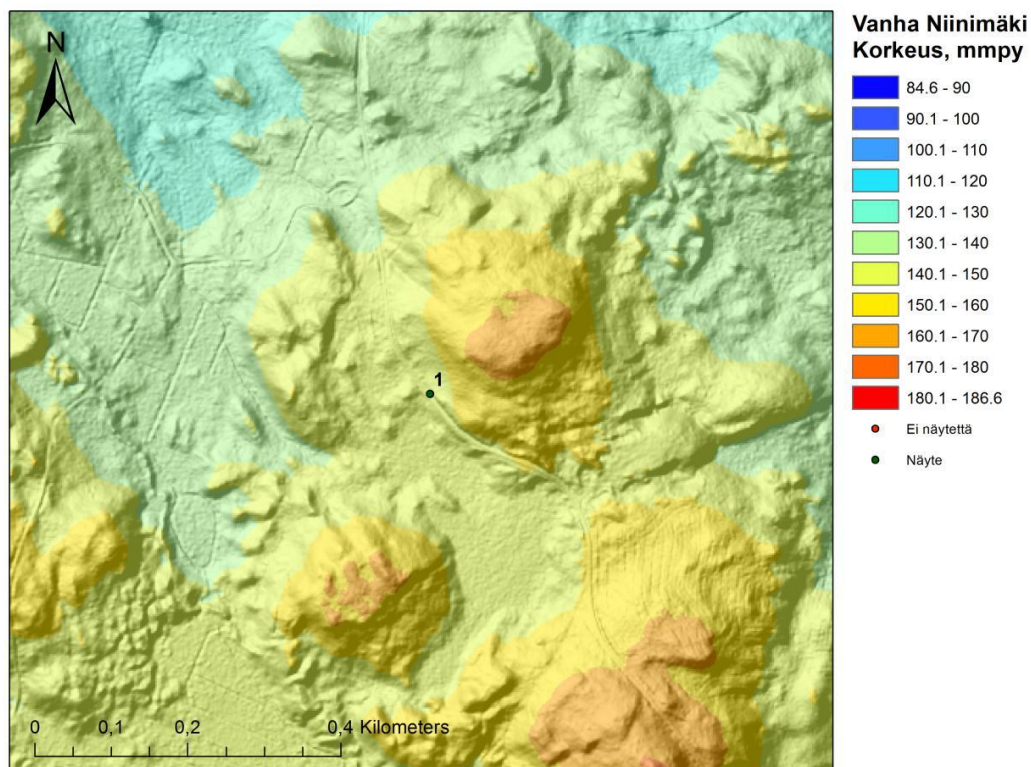 Vanha Niinimäki
Korkeus, mmpy
84.6 - 90
90.1 - 100
100.1 - 110
110.1 - 120
120.1 - 130
130.1 - 140
140.1 - 150
150.1 - 160
160.1 - 170
170.1 - 180
180.1 - 186.6
Ei näytettä
Näyte
N
1
0 0,1 0,2 0,4 Kilometers